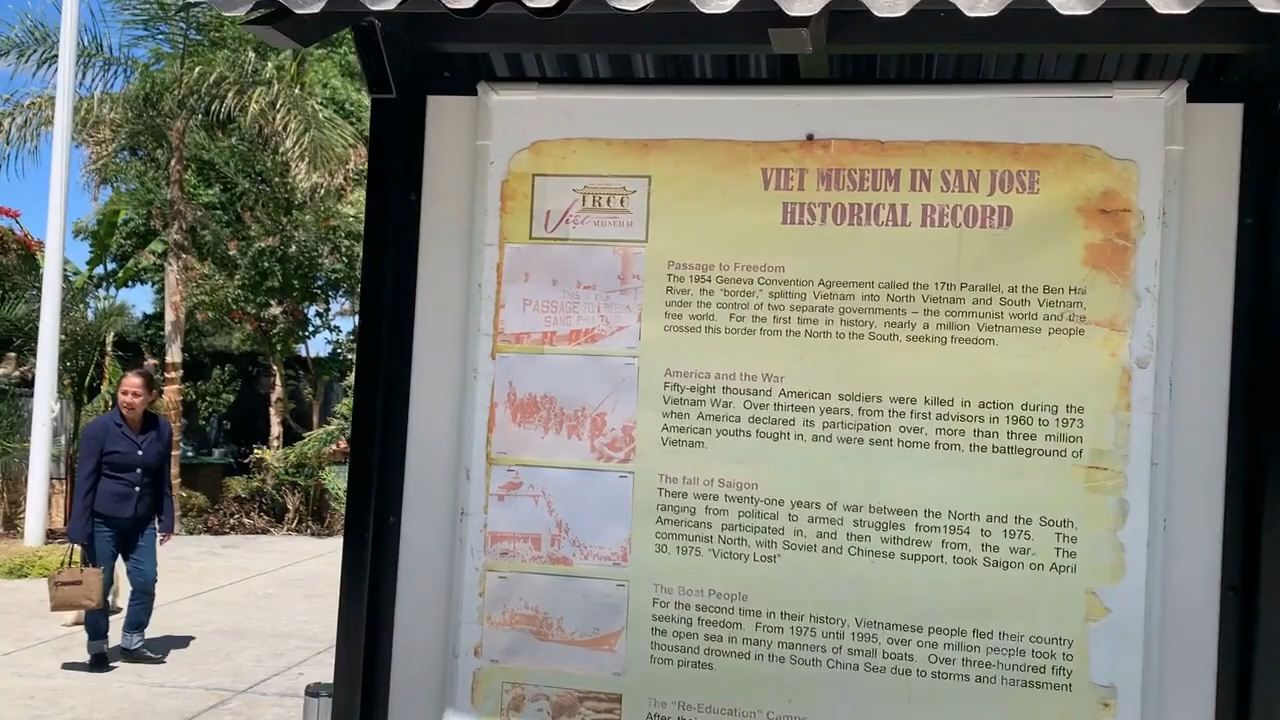 VIET MUSEUM IN SAN JOSE
HISTORICAL RECORD
IRCC
Việt MUSEUM
PASSAGE TO FREEDOM
Passage to Freedom
The 1954 Geneva Convention Agreement called the 17th Parallel, at the Ben Hai
River, the "border," splitting Vietnam into North Vietnam and South Vietnam,
under the control of two separate governments – the communist world and the
free world. For the first time in history, nearly a million Vietnamese people
crossed this border from the North to the South, seeking freedom.
America and the War
Fifty-eight thousand American soldiers were killed in action during the
Vietnam War. Over thirteen years, from the first advisors in 1960 to 1973
when America declared its participation over, more than three million
American youths fought in, and were sent home from, the battleground of
Vietnam.
The fall of Saigon
There were twenty-one years of war between the North and the South,
ranging from political to armed struggles from1954 to 1975. The
Americans participated in, and then withdrew from, the war. The
communist North, with Soviet and Chinese support, took Saigon on April
30, 1975. "Victory Lost"
The Boat People
For the second time in their history, Vietnamese people fled their country
seeking freedom. From 1975 until 1995, over one million people took to
the open sea in many manners of small boats. Over three-hundred fifty
thousand drowned in the South China Sea due to storms and harassment
from pirates.
The "Re-Education" Camps
After